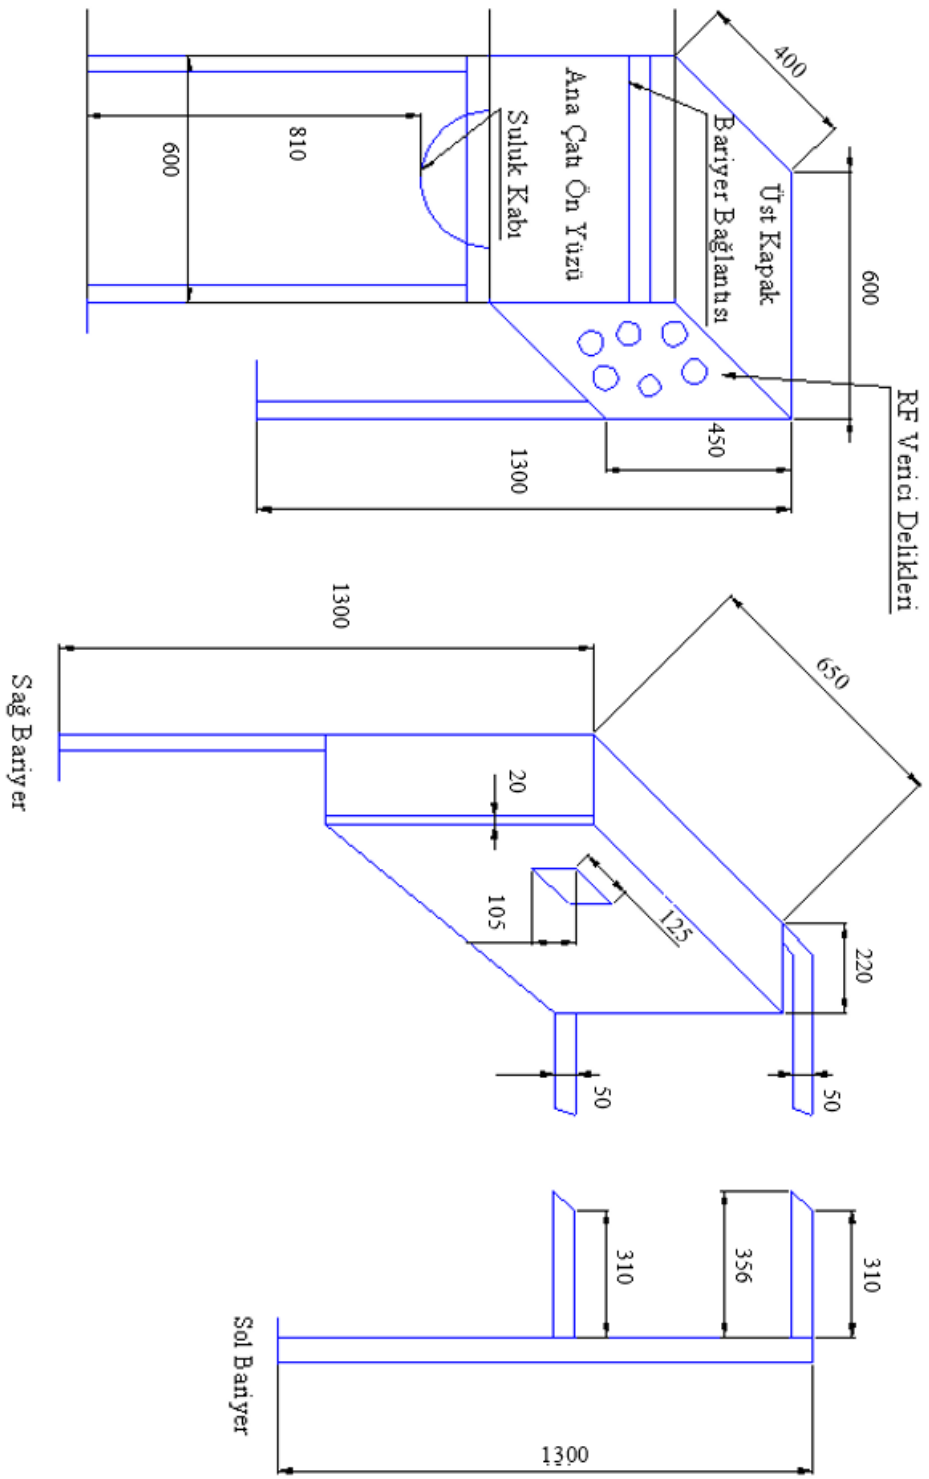 400
600
Üst Kapak
Bariyer Bağlantısı
Ana Çatı Ön Yüzü
Suluk Kabı
810
600
RF Verici Delikleri
450
1300
650
1300
20
125
105
220
50
50
Sağ Bariyer
310
356
310
1300
Sol Bariyer